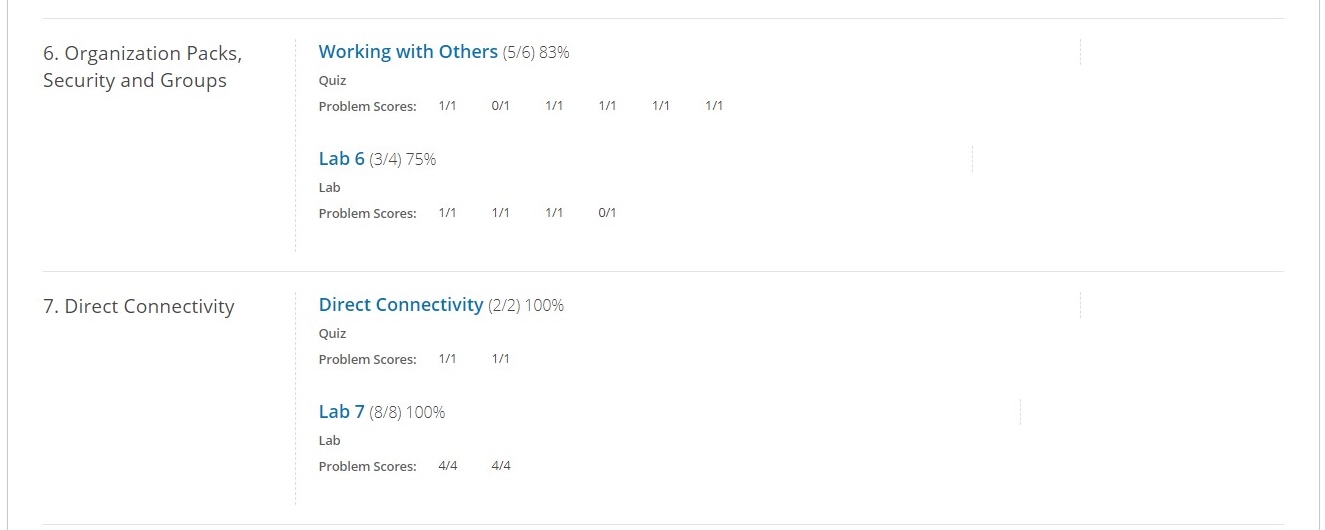 6. Organization Packs,
Security and Groups
Working with Others (5/6) 83%
Quiz
Problem Scores: 1/1 0/1 1/1 1/1 1/1 1/1
Lab 6 (3/4) 75%
Lab
Problem Scores: 1/1 1/1 1/1 0/1
7. Direct Connectivity
Direct Connectivity (2/2) 100%
Quiz
Problem Scores: 1/1 1/1
Lab 7 (8/8) 100%
Lab
Problem Scores: 4/4 4/4